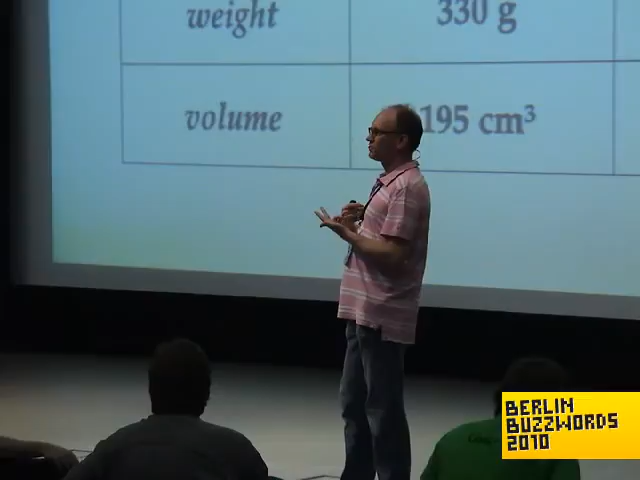 weight 330 g
volume 195 cm³
BERLIN
BUZZWORDS
2010